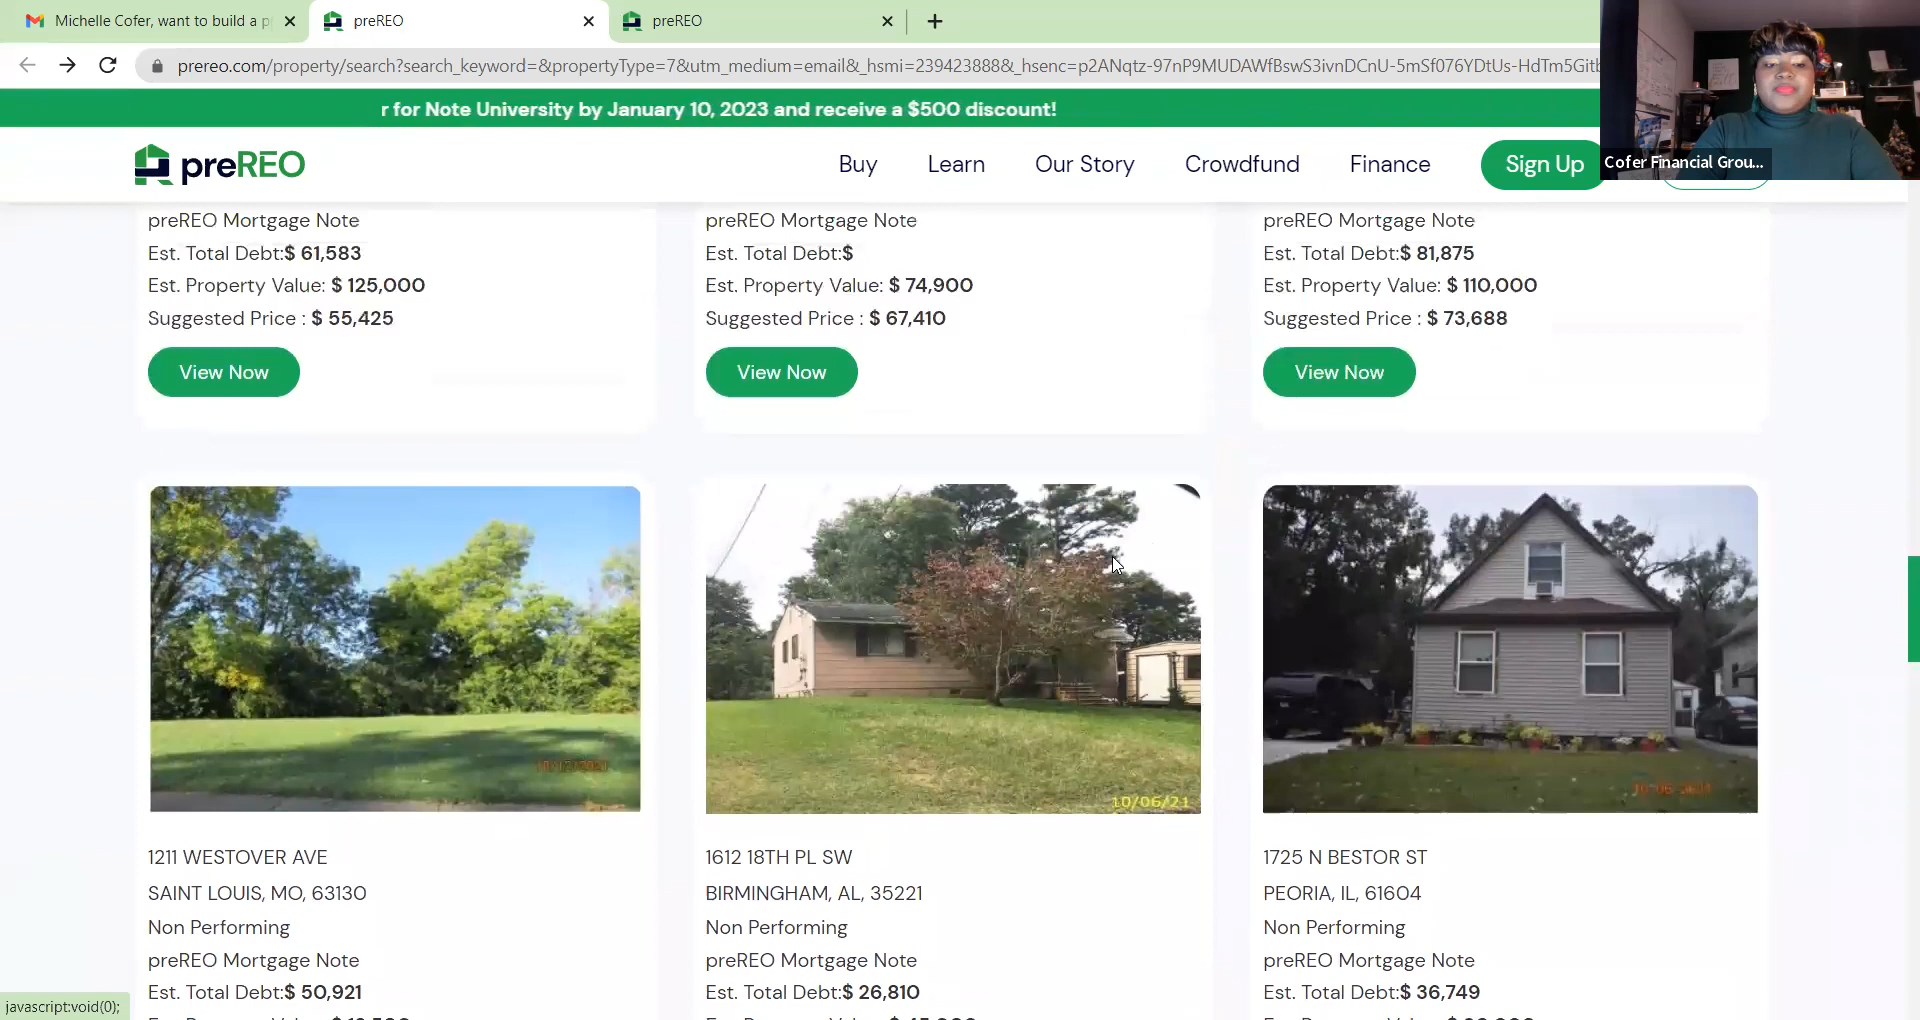 Michelle Cofer, want to build a p
preREO
preREO
prereo.com/property/search?search_keyword=&propertyType=7&utm_medium=email&_hsmi=239423888&_hsenc=p2ANqtz-97nP9MUDAWfBswS3ivnDCnU-5mSf076YDtUs-HdTm5Gitb
r for Note University by January 10, 2023 and receive a $500 discount!
preREO
Buy
Learn
Our Story
Crowdfund
Finance
Sign Up
Cofer Financial Grou...
preREO Mortgage Note
Est. Total Debt:$ 61,583
Est. Property Value: $ 125,000
Suggested Price : $ 55,425
View Now
preREO Mortgage Note
Est. Total Debt:$
Est. Property Value: $ 74,900
Suggested Price : $ 67,410
View Now
preREO Mortgage Note
Est. Total Debt:$ 81,875
Est. Property Value: $ 110,000
Suggested Price : $ 73,688
View Now
1211 WESTOVER AVE
SAINT LOUIS, MO, 63130
Non Performing
preREO Mortgage Note
Est. Total Debt:$ 50,921
10/06/21
1612 18TH PL SW
BIRMINGHAM, AL, 35221
Non Performing
preREO Mortgage Note
Est. Total Debt:$ 26,810
1725 N BESTOR ST
PEORIA, IL, 61604
Non Performing
preREO Mortgage Note
Est. Total Debt:$ 36,749
javascript:void(0);